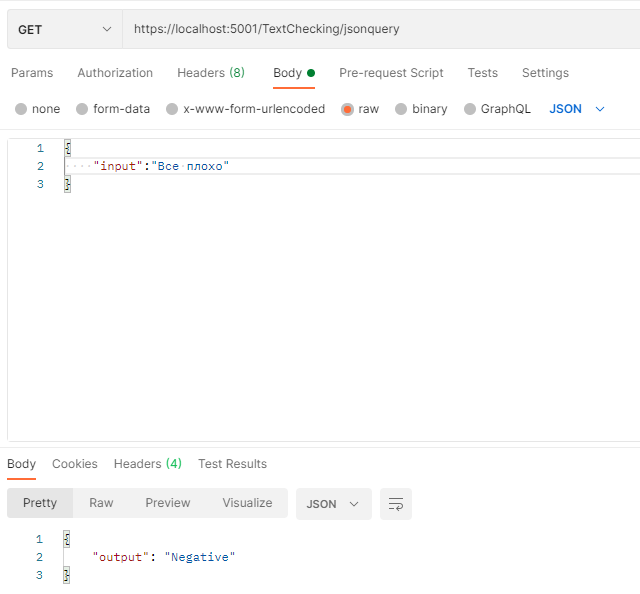 GET https://localhost:5001/TextChecking/jsonquery
Params Authorization Headers (8) Body Pre-request Script Tests Settings
none form-data x-www-form-urlencoded raw binary GraphQL JSON
1 {
2 "input":"Все плохо"
3 }
Body Cookies Headers (4) Test Results
Pretty Raw Preview Visualize JSON
1 {
2 "output": "Negative"
3 }